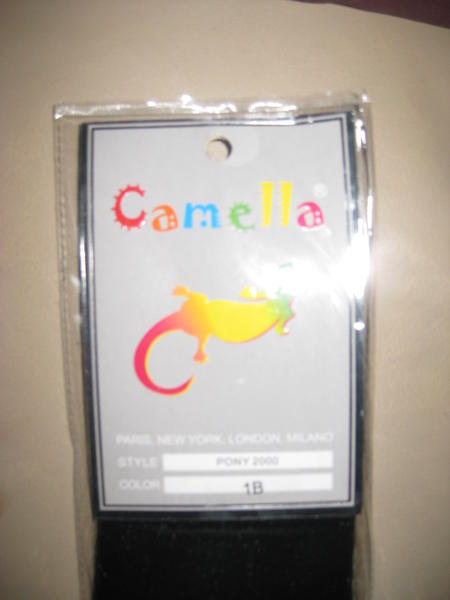 Camella®
PARIS, NEW YORK, LONDON, MILANO
STYLE PONY 2000
COLOR 1B